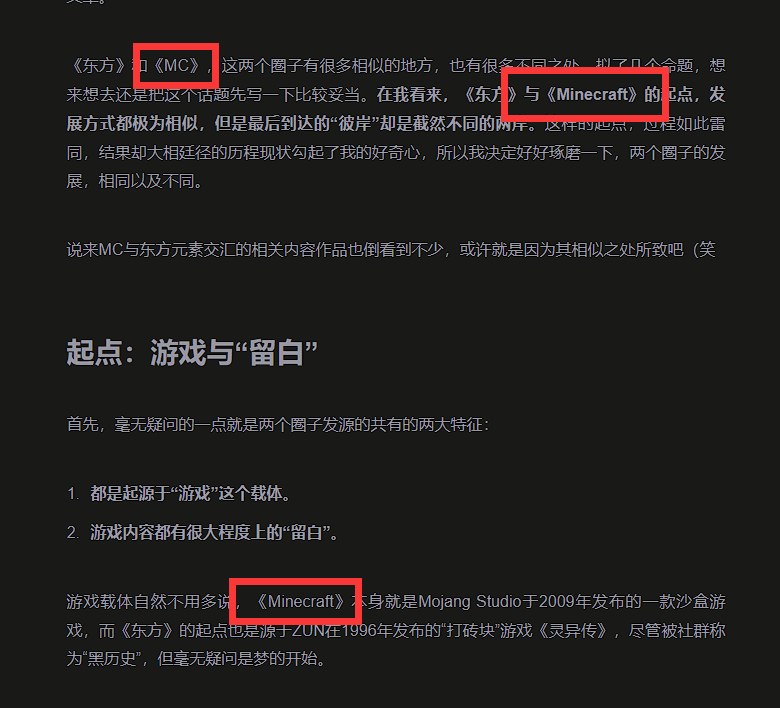 《东方》和《MC》，这两个圈子有很多相似的地方，也有很多不同之处，拟了几个命题，想
来想去还是把这个话题先写一下比较妥当。在我看来，《东方》与《Minecraft》的起点，发
展方式都极为相似，但是最后到达的“彼岸”却是截然不同的两岸。这样的起点，过程如此雷
同，结果却大相廷径的历程现状勾起了我的好奇心，所以我决定好好琢磨一下，两个圈子的发
展，相同以及不同。
说来MC与东方元素交汇的相关内容作品也倒看到不少，或许就是因为其相似之处所致吧（笑
起点：游戏与“留白”
首先，毫无疑问的一点就是两个圈子发源的共有的两大特征：
1. 都是起源于“游戏”这个载体。
2. 游戏内容都有很大程度上的“留白”。
游戏载体自然不用多说，《Minecraft》本身就是Mojang Studio于2009年发布的一款沙盒游
戏，而《东方》的起点也是源于ZUN在1996年发布的“打砖块”游戏《灵异传》，尽管被社群称
为“黑历史”，但毫无疑问是梦的开始。